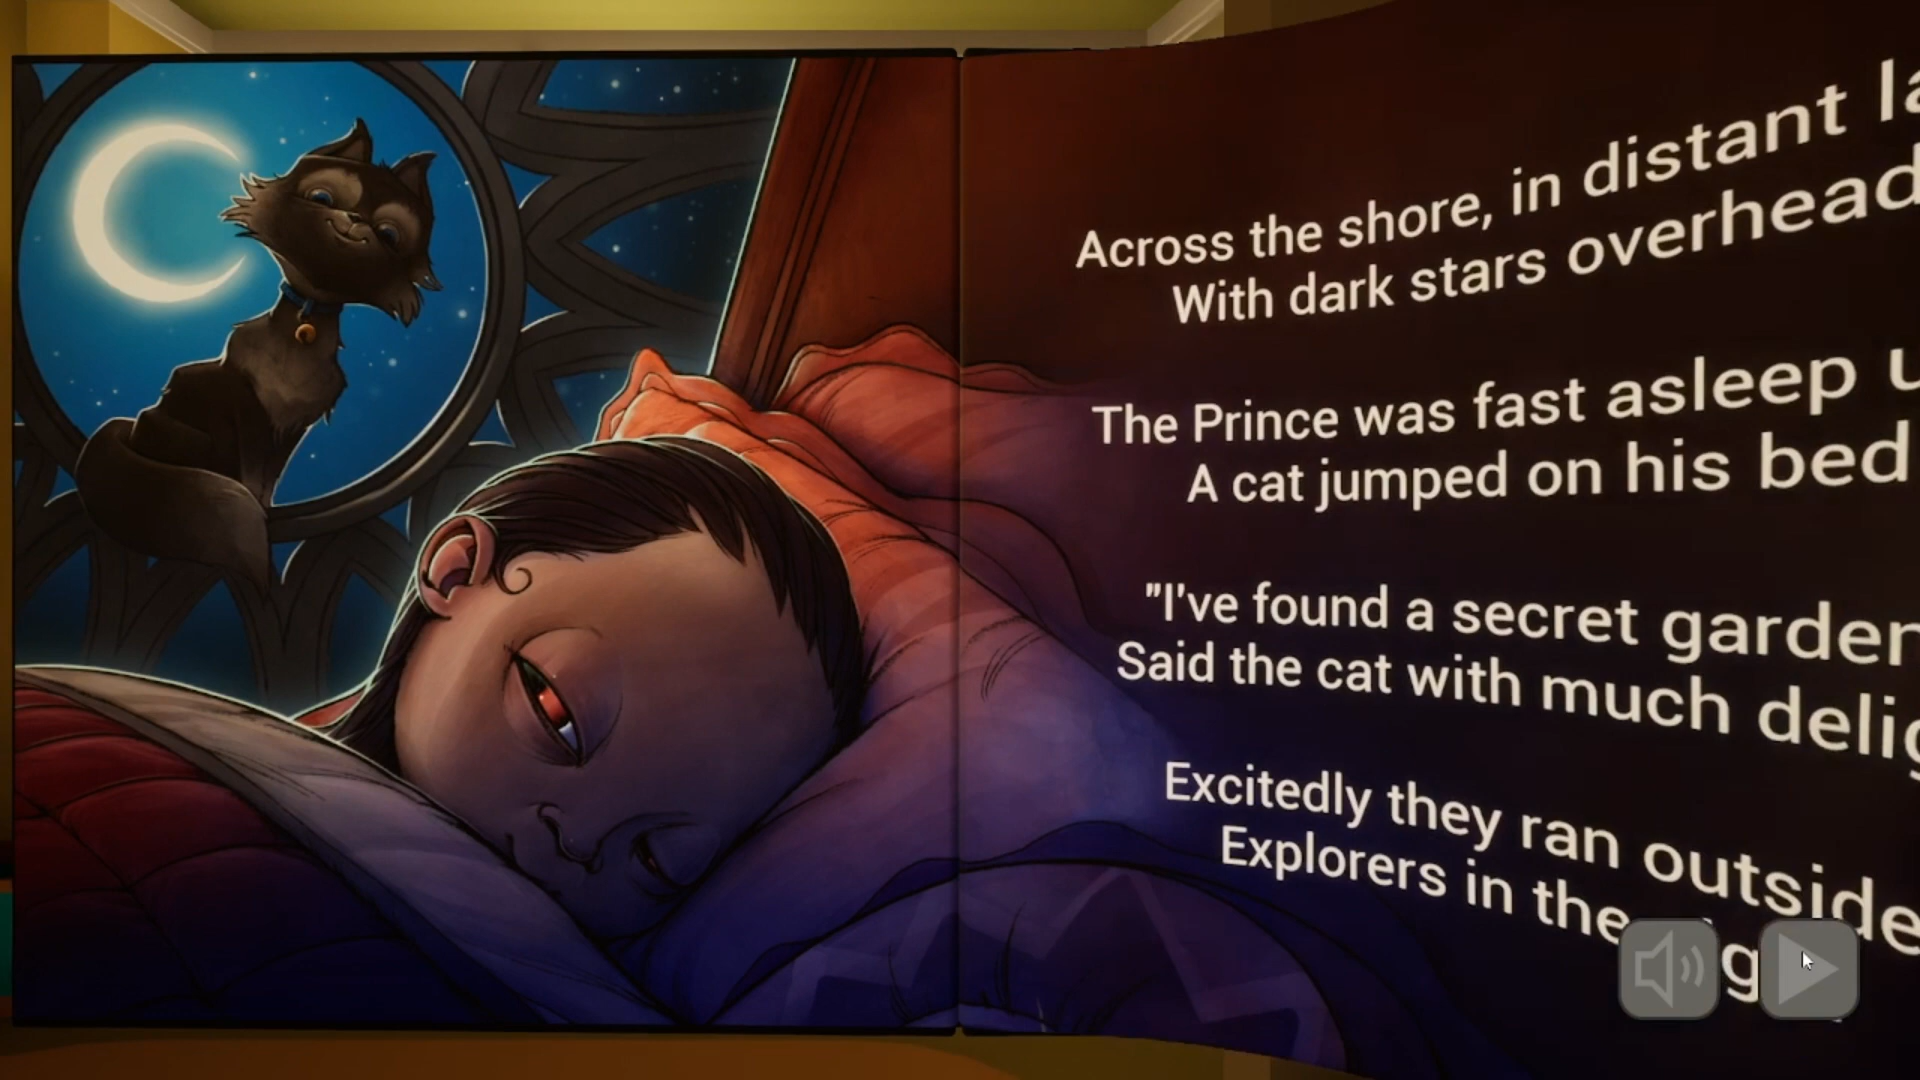 Across the shore, in distant
With dark stars overhead
The Prince was fast asleep
A cat jumped on his bed
"I've found a secret garden
Said the cat with much
Excitedly they ran outside
Explorers in the